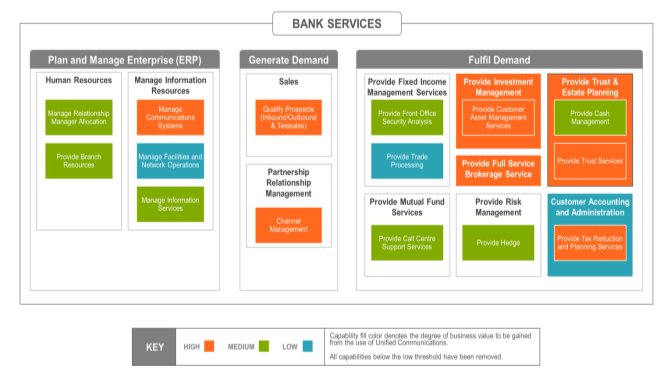 BANK SERVICES
Plan and Manage Enterprise (ERP)
Human Resources
Manage Relationship
Manager Allocation
Provide Branch
Resources
Manage Information
Resources
Manage
Communications
Systems
Manage Facilities and
Network Operations
Manage Information
Services
Generate Demand
Sales
Qualify Prospects
(Inbound/Outbound
& Telesales)
Partnership
Relationship
Management
Channel
Management
Fulfil Demand
Provide Fixed Income
Management Services
Provide Front Office
Security Analysis
Provide Trade
Processing
Provide Investment
Management
Provide Customer
Asset Management
Services
Provide Full Service
Brokerage Service
Provide Trust &
Estate Planning
Provide Cash
Management
Provide Trust Services
Provide Mutual Fund
Services
Provide Call Centre
Support Services
Provide Risk
Management
Provide Hedge
Customer Accounting
and Administration
Provide Tax Reduction
and Planning Services
KEY
HIGH
MEDIUM
LOW
Capability fill color denotes the degree of business value to be gained
from the use of Unified Communications.
All capabilities below the low threshold have been removed.